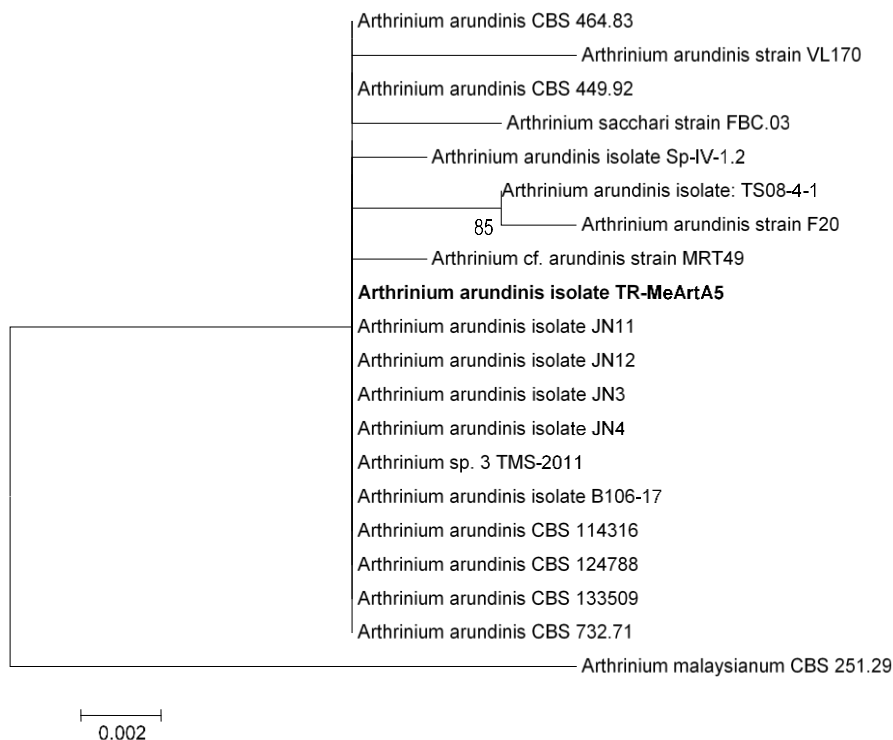 Arthrinium arundinis CBS 464.83
Arthrinium arundinis strain VL170
Arthrinium arundinis CBS 449.92
Arthrinium sacchari strain FBC.03
Arthrinium arundinis isolate Sp-IV-1.2
Arthrinium arundinis isolate: TS08-4-1
85
Arthrinium arundinis strain F20
Arthrinium cf. arundinis strain MRT49
Arthrinium arundinis isolate TR-MeArtA5
Arthrinium arundinis isolate JN11
Arthrinium arundinis isolate JN12
Arthrinium arundinis isolate JN3
Arthrinium arundinis isolate JN4
Arthrinium sp. 3 TMS-2011
Arthrinium arundinis isolate B106-17
Arthrinium arundinis CBS 114316
Arthrinium arundinis CBS 124788
Arthrinium arundinis CBS 133509
Arthrinium arundinis CBS 732.71
Arthrinium malaysianum CBS 251.29
0.002